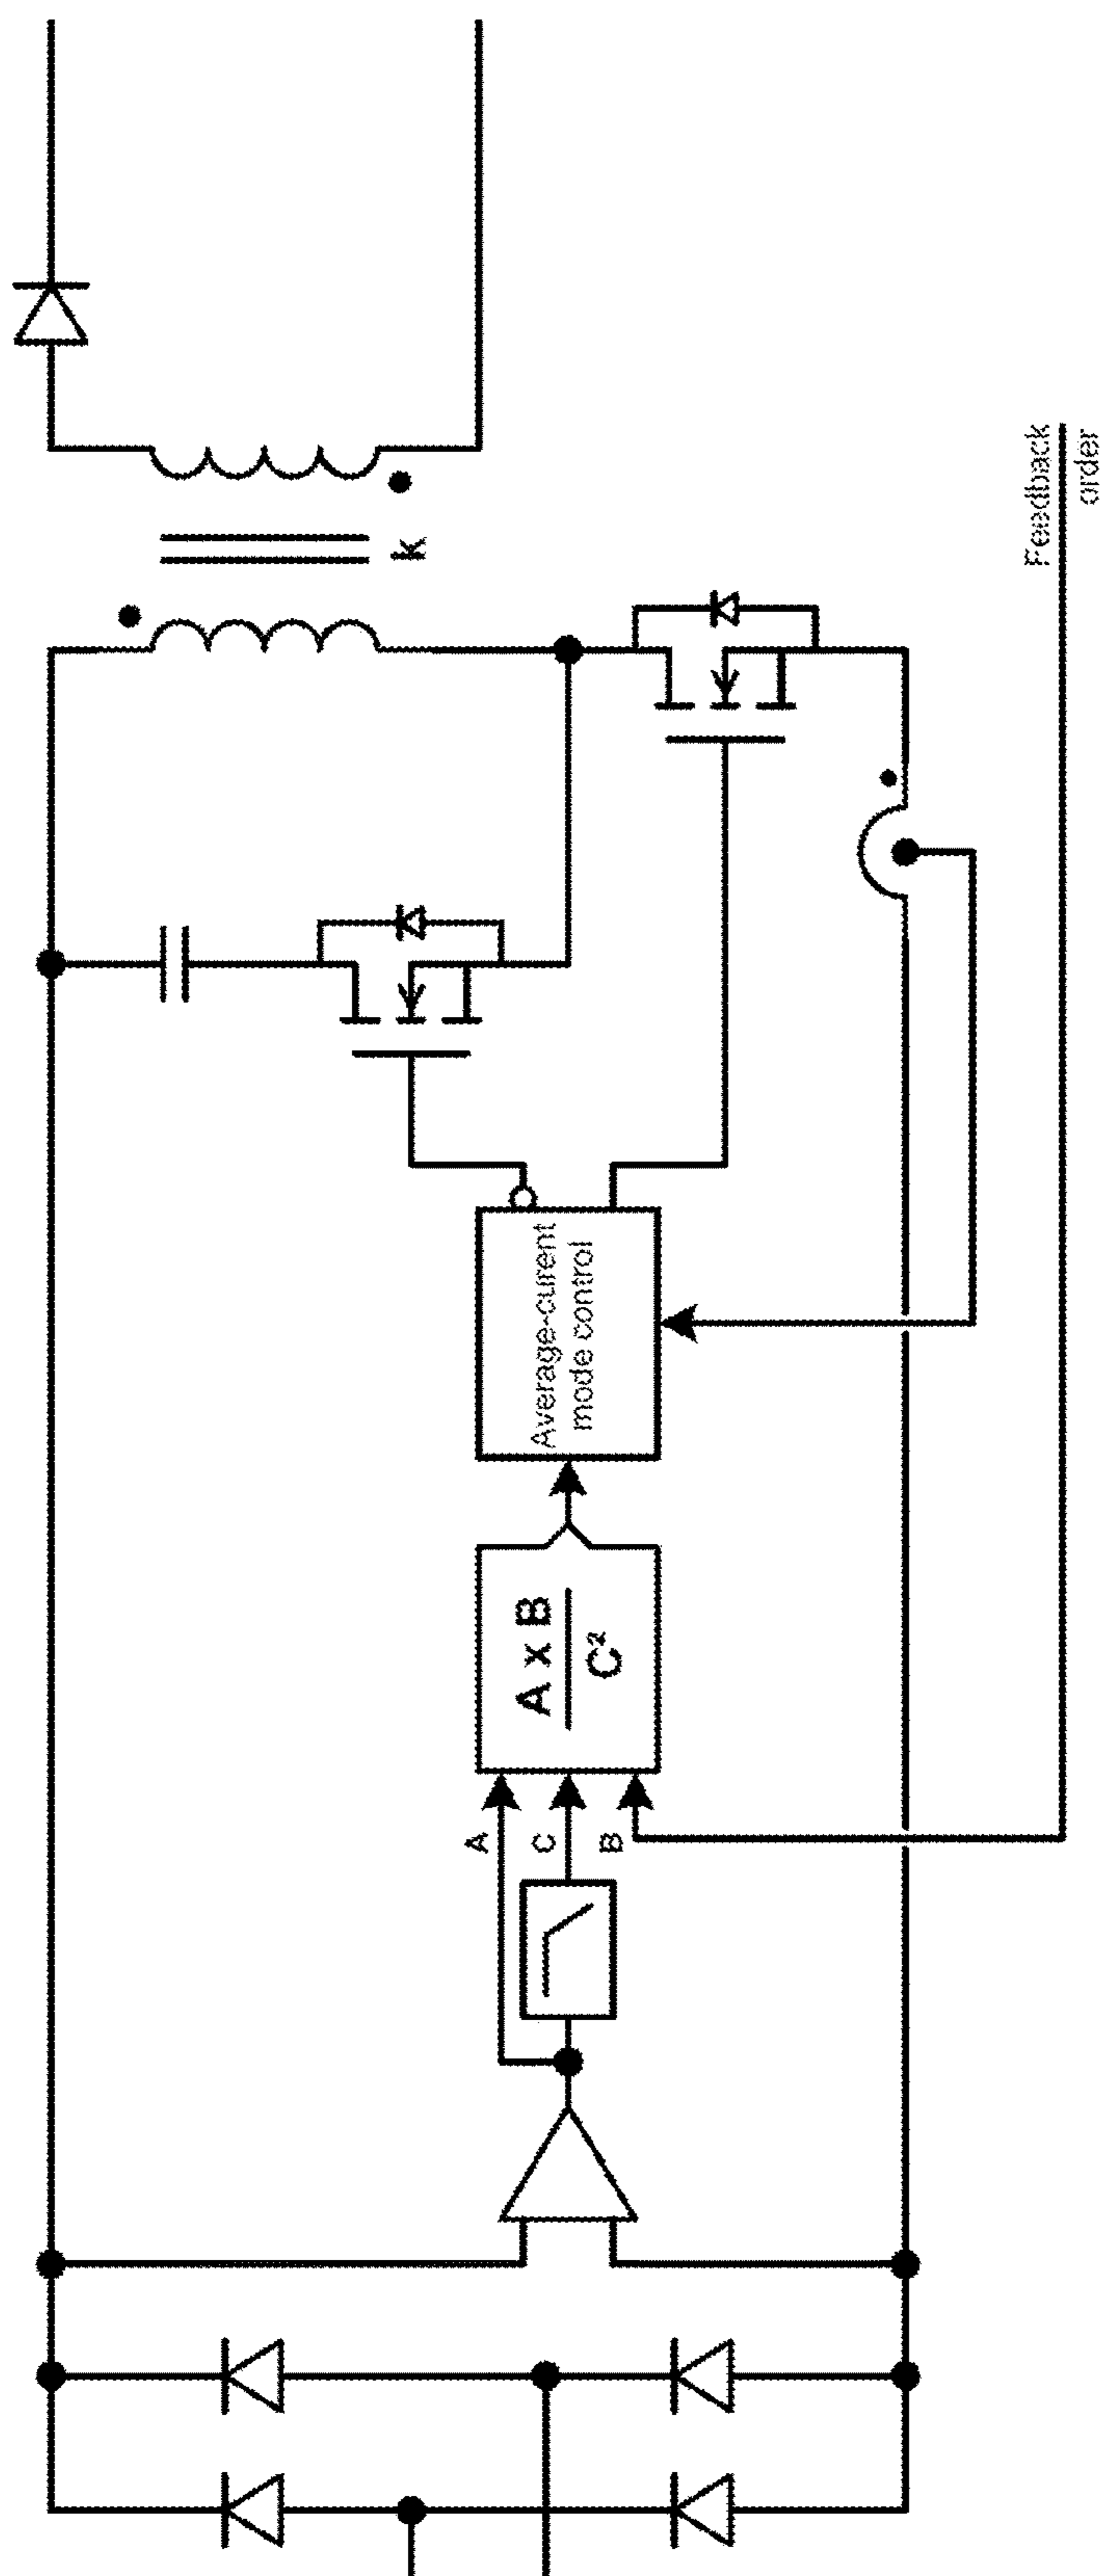 A
C
B
A x B
C²
Average-curent
mode control
k
Feedback
order